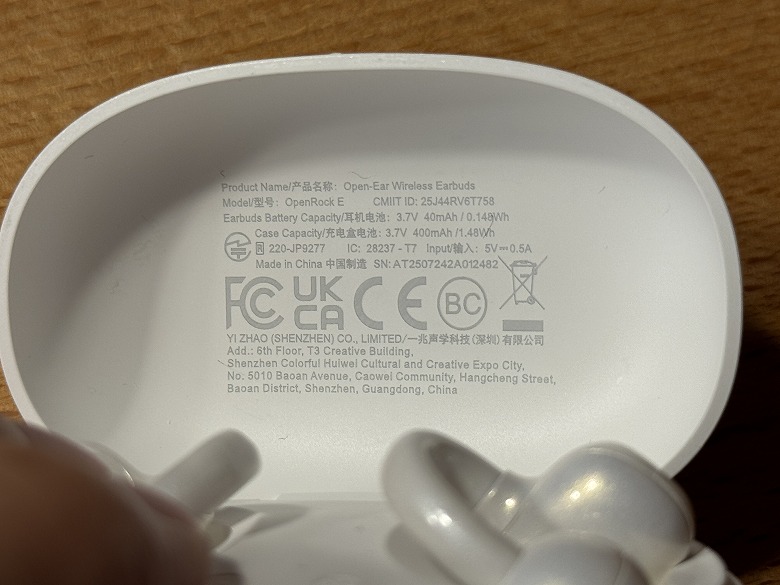 Product Name/产品名称: Open-Ear Wireless Earbuds
Model/型号: OpenRock E CMIIT ID: 25J44RV6T758
Earbuds Battery Capacity/耳机电池: 3.7V 40mAh / 0.148Wh
Case Capacity/充电盒电池: 3.7V 400mAh /1.48Wh
R 220-JP9277 IC: 28237 - T7 Input/输入: 5V⎓0.5A
Made in China 中国制造 SN:AT2507242A012482
FC UK CA CE BC
YI ZHAO (SHENZHEN) CO., LIMITED/一兆声学科技(深圳)有限公司
Add.: 6th Floor, T3 Creative Building,
Shenzhen Colorful Huiwei Cultural and Creative Expo City,
No. 5010 Baoan Avenue, Caowei Community, Hangcheng Street,
Baoan District, Shenzhen, Guangdong, China